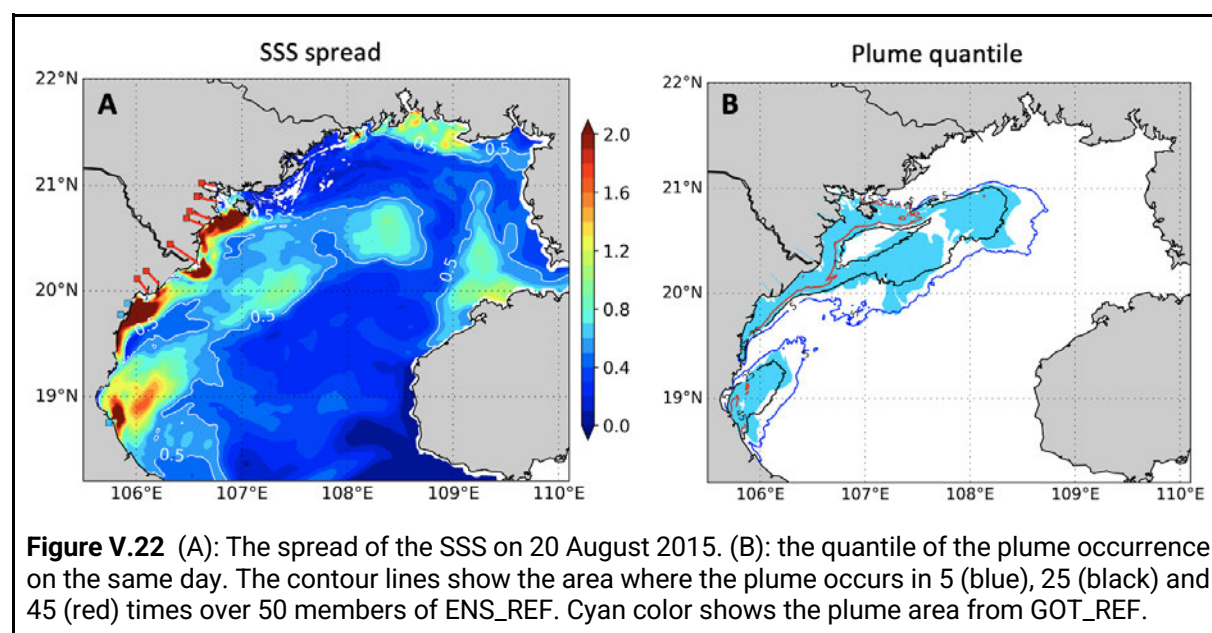 SSS spread
Plume quantile
22°N
A
21°N
20°N
19°N
0.5
0.5
0.5
0.5
0.5
0.5
0.5
106°E 107°E 108°E 109°E 110°E
2.0
1.6
1.2
0.8
0.4
0.0
22°N
B
21°N
20°N
19°N
5
5
106°E 107°E 108°E 109°E 110°E
Figure V.22 (A): The spread of the SSS on 20 August 2015. (B): the quantile of the plume occurrence
on the same day. The contour lines show the area where the plume occurs in 5 (blue), 25 (black) and
45 (red) times over 50 members of ENS_REF. Cyan color shows the plume area from GOT_REF.